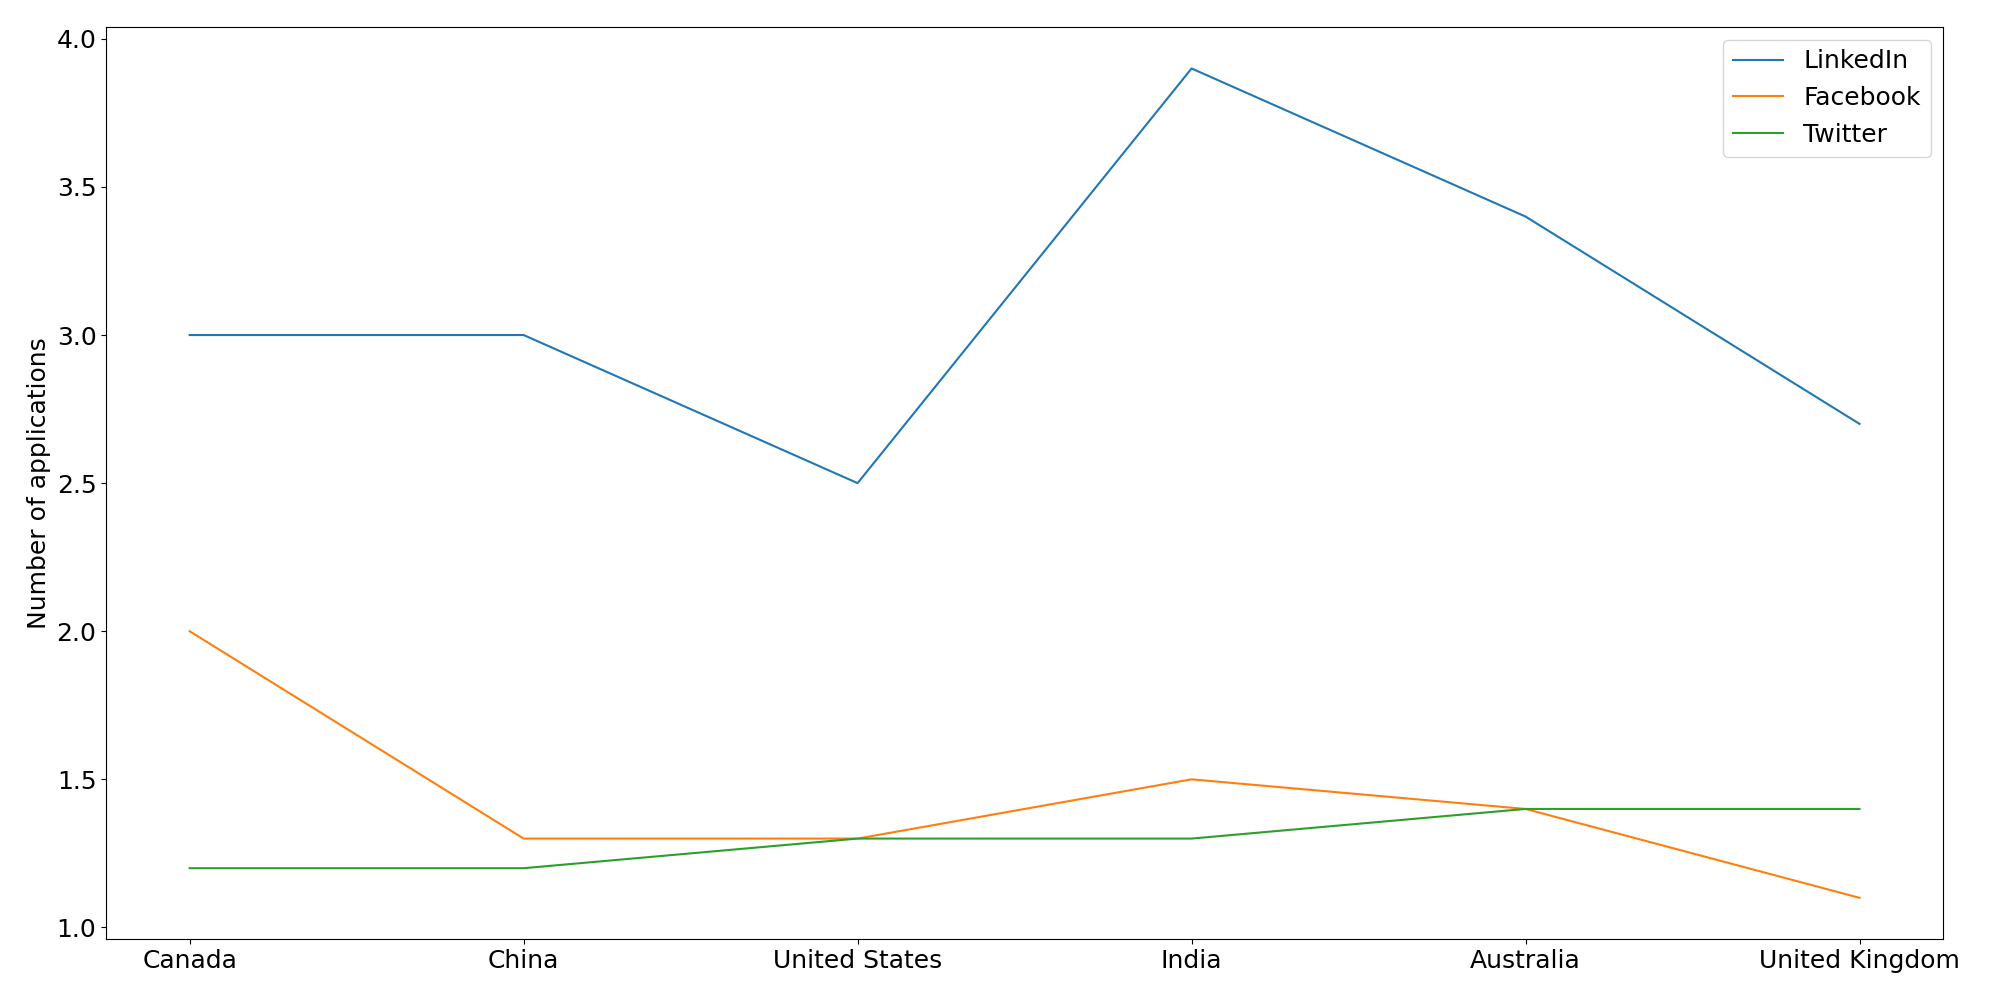 LinkedIn
Facebook
Twitter
Number of applications
4.0
3.5
3.0
2.5
2.0
1.5
1.0
Canada China United States India Australia United Kingdom